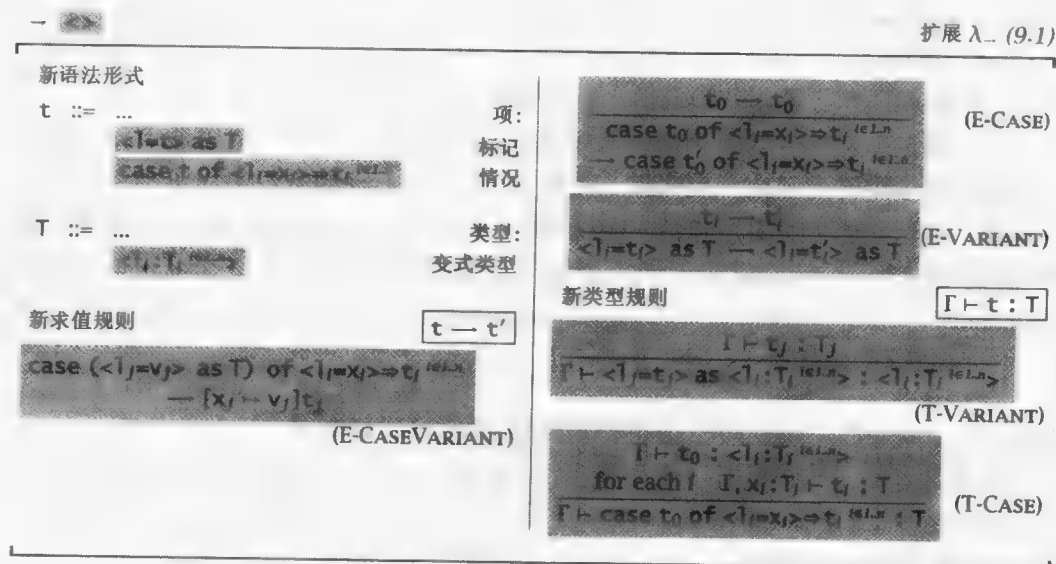 → <>
扩展 λ→ (9.1)
新语法形式
t ::= ... 项:
<l=t> as T 标记
case t of <lᵢ=xᵢ>⇒tᵢ ⁱ∈¹..ⁿ 情况
T ::= ... 类型:
<lᵢ:Tᵢ ⁱ∈¹..ⁿ> 变式类型
新求值规则 t → t′
case (<lⱼ=vⱼ> as T) of <lᵢ=xᵢ>⇒tᵢ ⁱ∈¹..ⁿ
→ [xⱼ ↦ vⱼ]tⱼ
(E-CASEVARIANT)
t₀ → t₀′
case t₀ of <lᵢ=xᵢ>⇒tᵢ ⁱ∈¹..ⁿ
→ case t₀′ of <lᵢ=xᵢ>⇒tᵢ ⁱ∈¹..ⁿ
(E-CASE)
tᵢ → tᵢ′
<lᵢ=tᵢ> as T → <lᵢ=tᵢ′> as T
(E-VARIANT)
新类型规则 Γ ⊢ t : T
Γ ⊢ tⱼ : Tⱼ
Γ ⊢ <lⱼ=tⱼ> as <lᵢ:Tᵢ ⁱ∈¹..ⁿ> : <lᵢ:Tᵢ ⁱ∈¹..ⁿ>
(T-VARIANT)
Γ ⊢ t₀ : <lᵢ:Tᵢ ⁱ∈¹..ⁿ>
for each i Γ, xᵢ:Tᵢ ⊢ tᵢ : T
Γ ⊢ case t₀ of <lᵢ=xᵢ>⇒tᵢ ⁱ∈¹..ⁿ : T
(T-CASE)